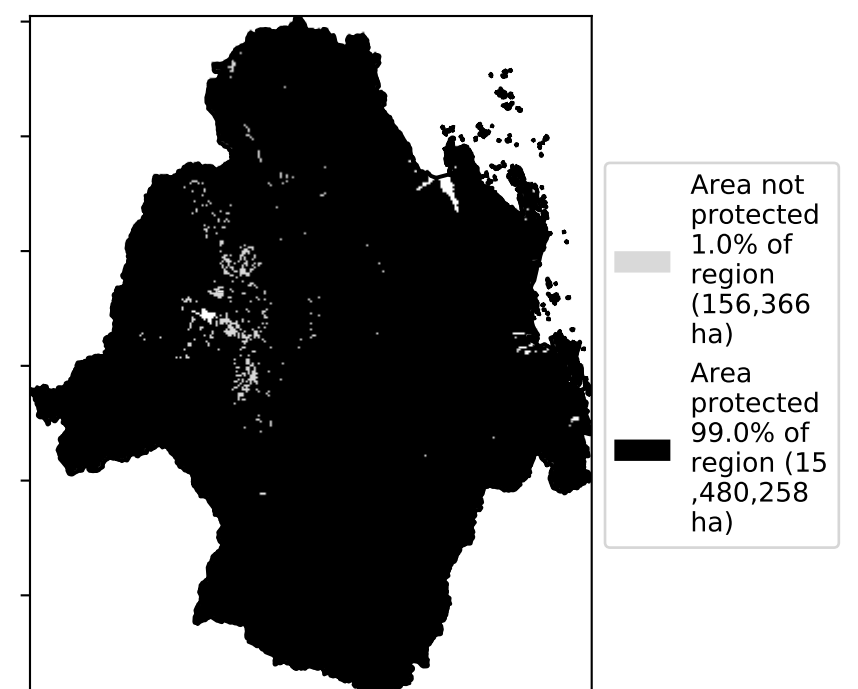 Area not
protected
1.0% of
region
(156,366
ha)
Area
protected
99.0% of
region (15
,480,258
ha)